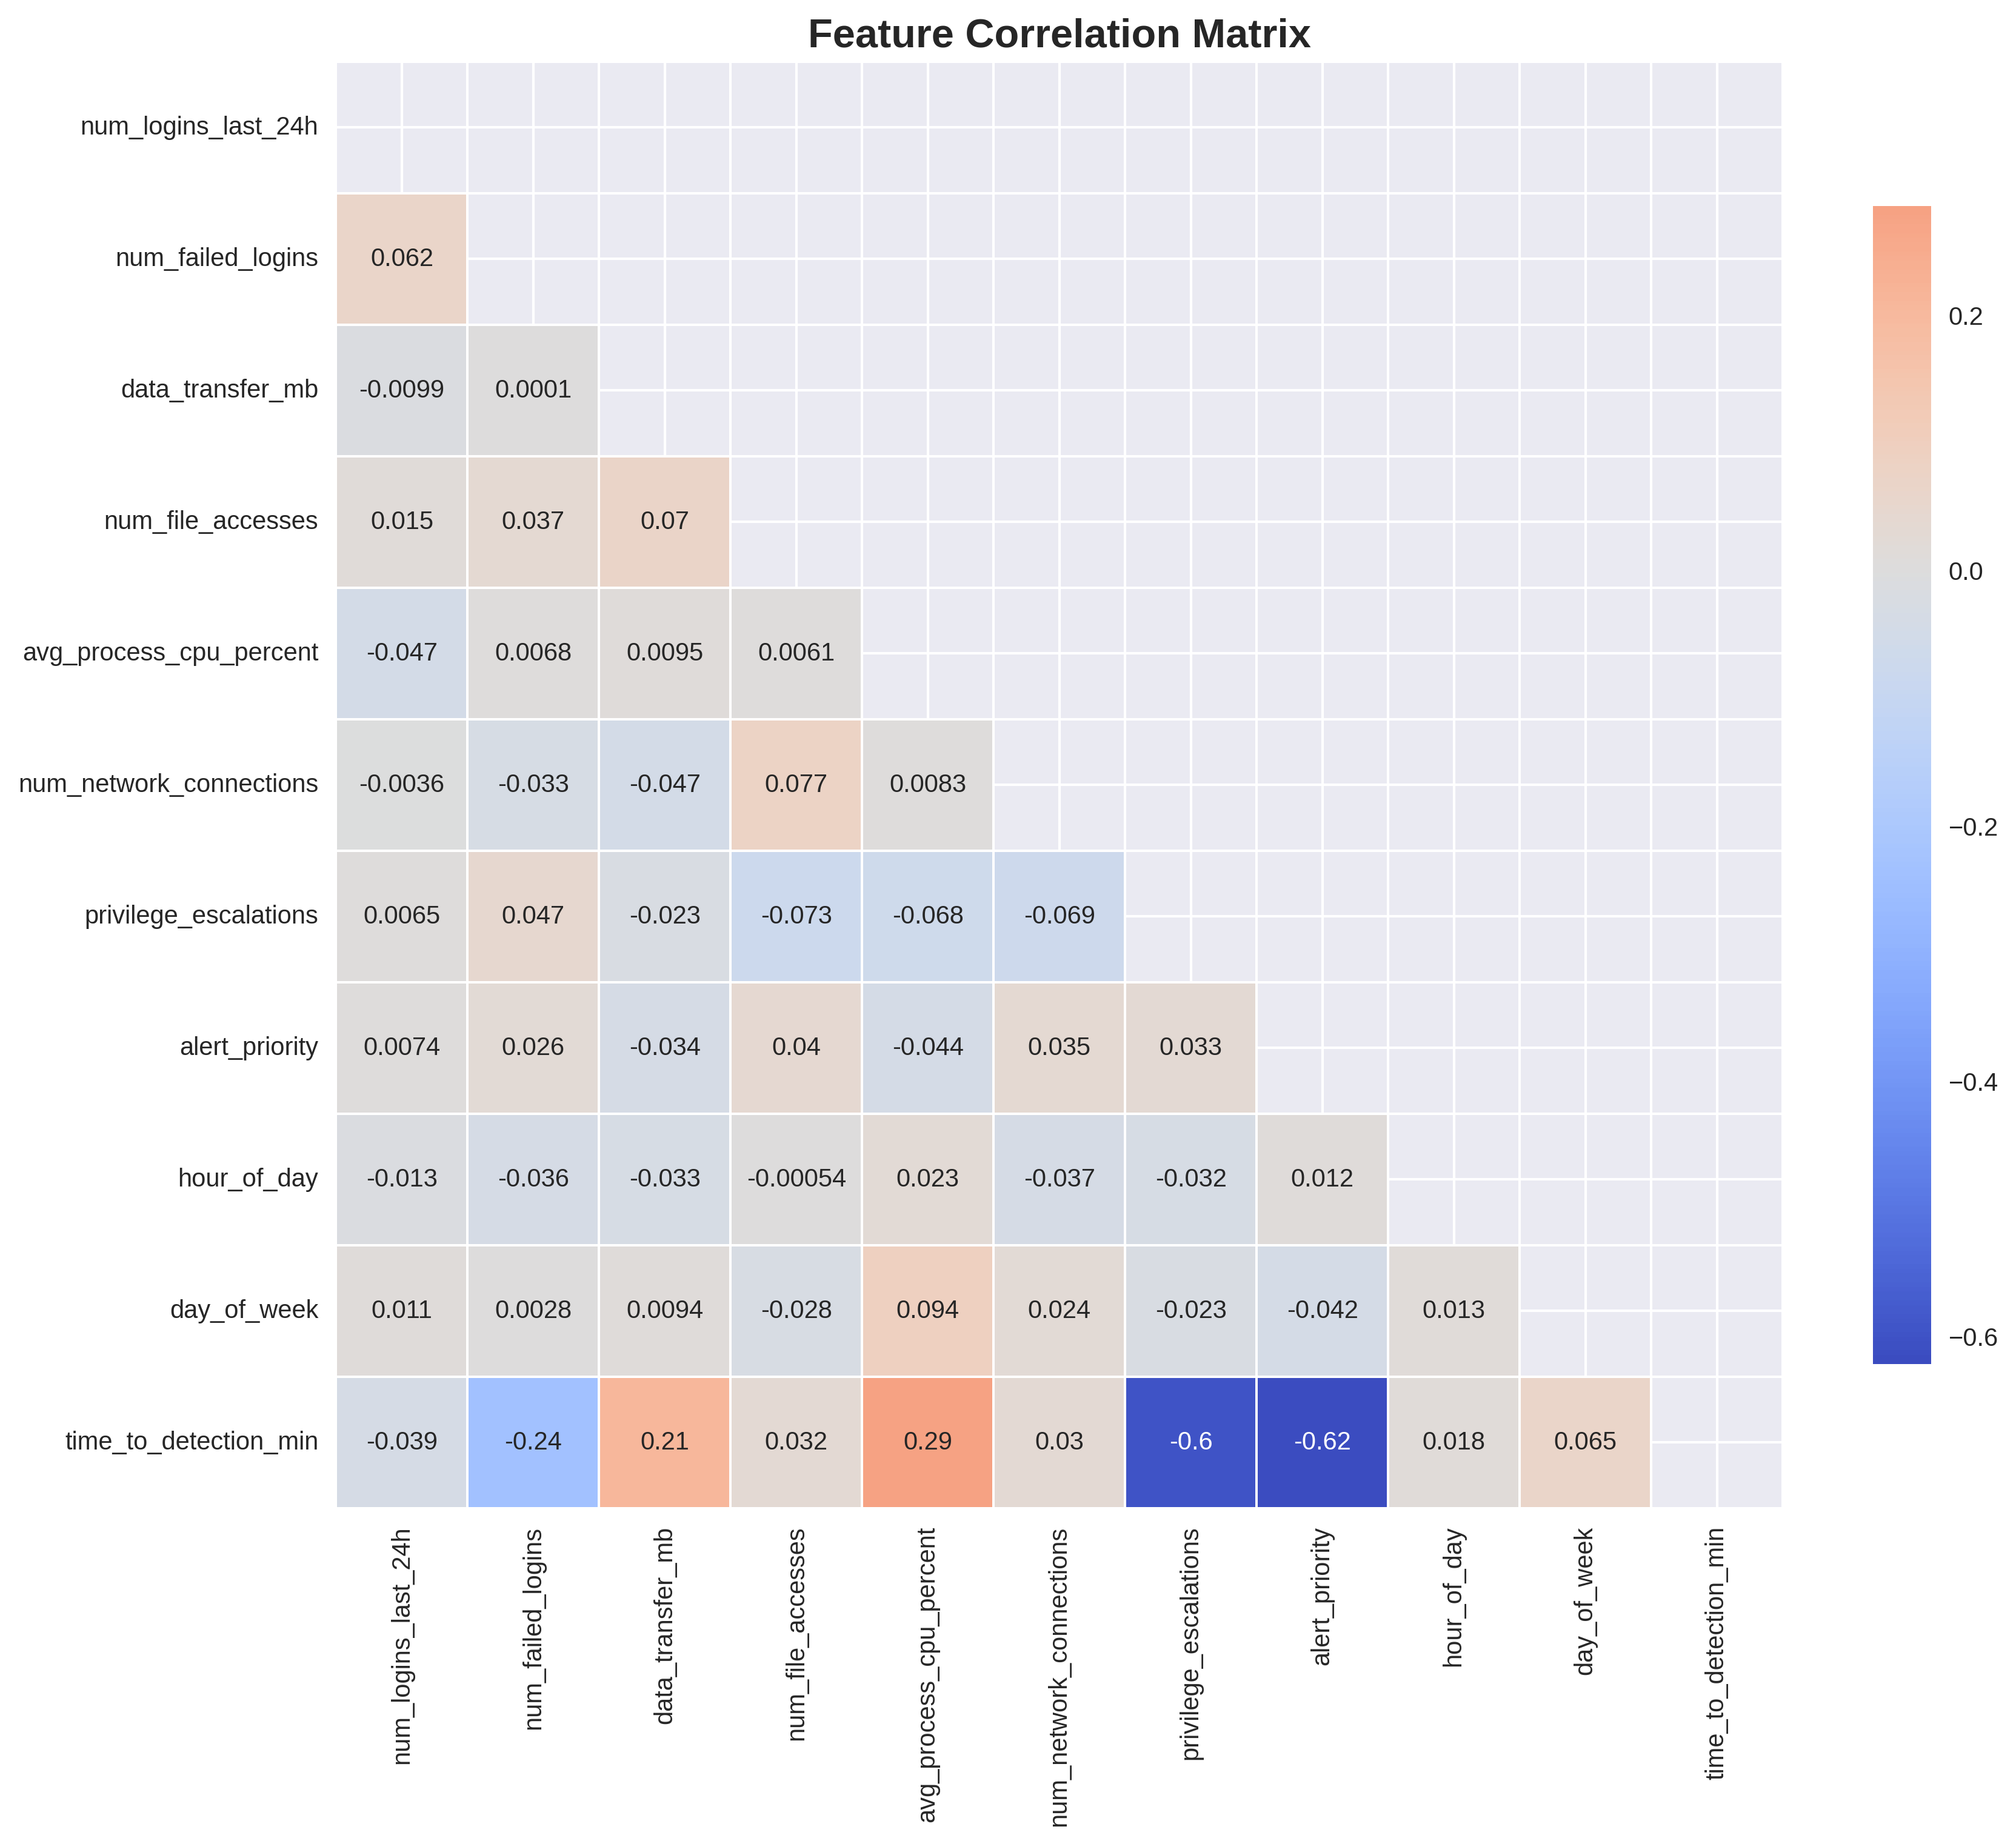 Feature Correlation Matrix
num_logins_last_24h
num_failed_logins 0.062
data_transfer_mb -0.0099 0.0001
num_file_accesses 0.015 0.037 0.07
avg_process_cpu_percent -0.047 0.0068 0.0095 0.0061
num_network_connections -0.0036 -0.033 -0.047 0.077 0.0083
privilege_escalations 0.0065 0.047 -0.023 -0.073 -0.068 -0.069
alert_priority 0.0074 0.026 -0.034 0.04 -0.044 0.035 0.033
hour_of_day -0.013 -0.036 -0.033 -0.00054 0.023 -0.037 -0.032 0.012
day_of_week 0.011 0.0028 0.0094 -0.028 0.094 0.024 -0.023 -0.042 0.013
time_to_detection_min -0.039 -0.24 0.21 0.032 0.29 0.03 -0.6 -0.62 0.018 0.065
num_logins_last_24h
num_failed_logins
data_transfer_mb
num_file_accesses
avg_process_cpu_percent
num_network_connections
privilege_escalations
alert_priority
hour_of_day
day_of_week
time_to_detection_min
0.2
0.0
−0.2
−0.4
−0.6